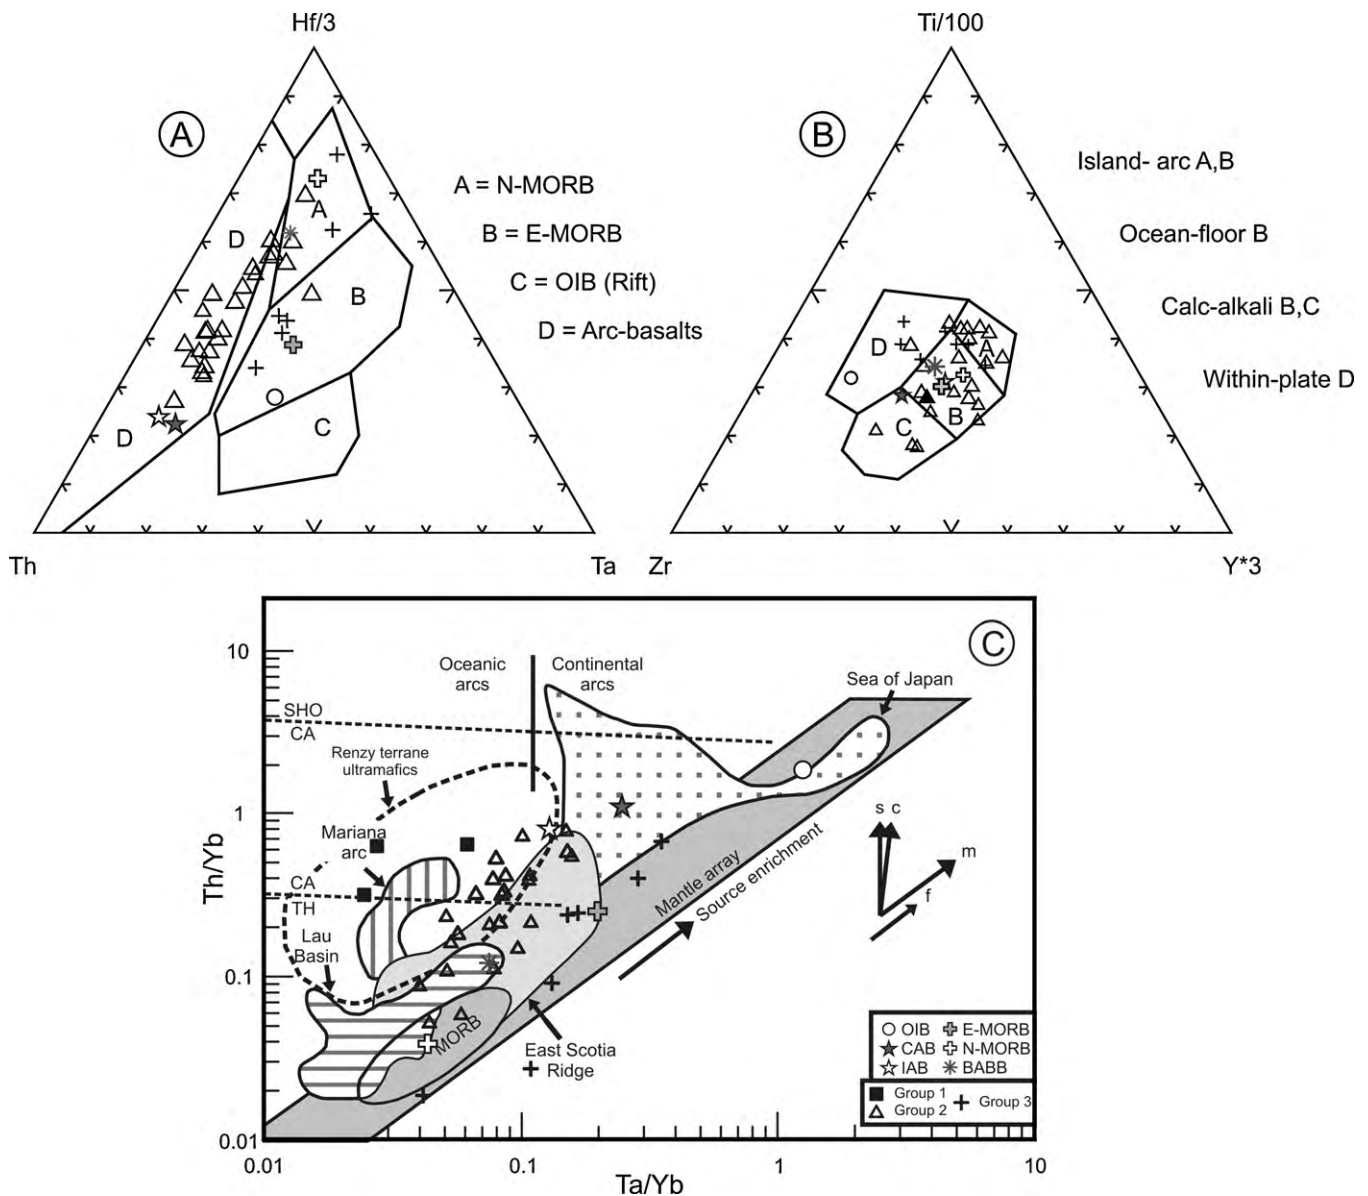 Hf/3
Ti/100
A
B
A = N-MORB
B = E-MORB
C = OIB (Rift)
D = Arc-basalts
D
A
B
C
D
Island- arc A,B
Ocean-floor B
Calc-alkali B,C
Within-plate D
D
A
B
C
Th
Ta
Zr
Y*3
C
10
1
0.1
0.01
Th/Yb
Oceanic
arcs
Continental
arcs
Sea of Japan
SHO
CA
Renzy terrane
ultramafics
Mariana
arc
CA
TH
Lau
Basin
MORB
East Scotia
Ridge
Mantle array
Source enrichment
s c
m
f
OIB
E-MORB
CAB
N-MORB
IAB
BABB
Group 1
Group 2
Group 3
0.01
0.1
1
10
Ta/Yb